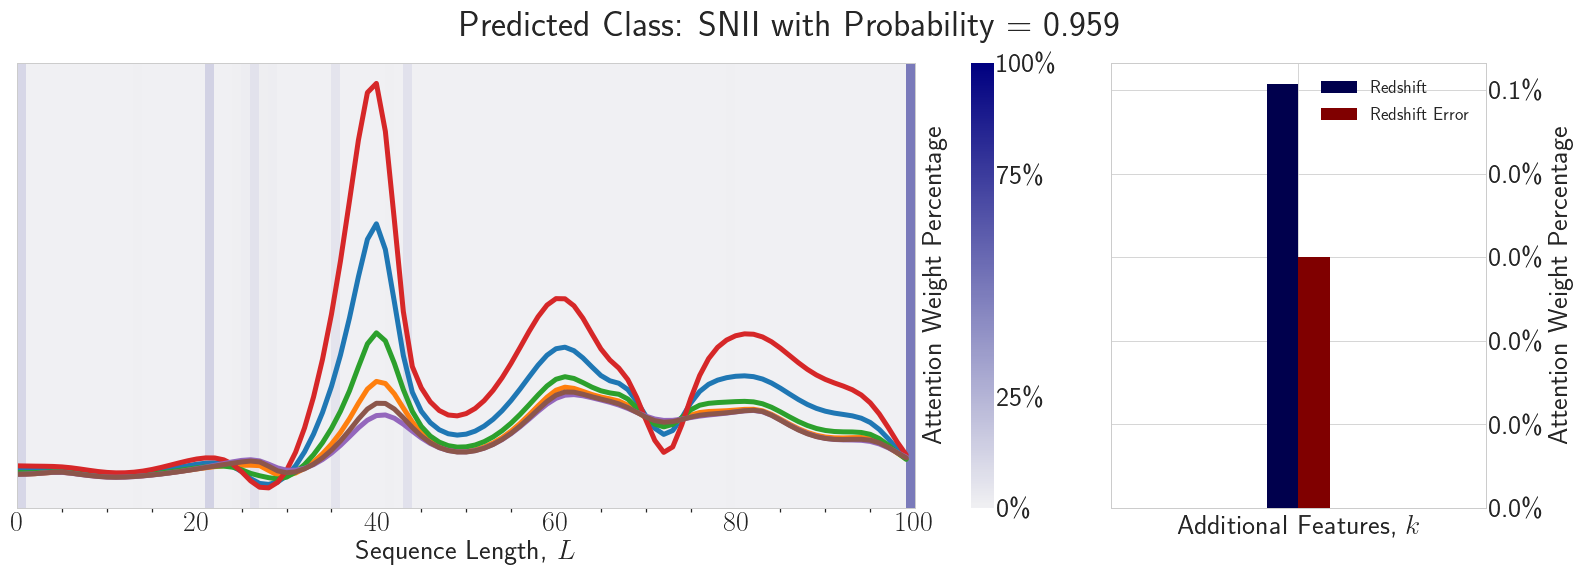 Predicted Class: SNII with Probability = 0.959
0 20 40 60 80 100
Sequence Length, L
Attention Weight Percentage
100%
75%
25%
0%
Redshift
Redshift Error
0.1%
0.0%
0.0%
0.0%
0.0%
0.0%
Additional Features, k
Attention Weight Percentage